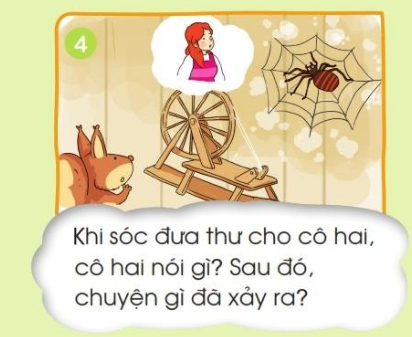 4
Khi sóc đưa thư cho cô hai,
cô hai nói gì? Sau đó,
chuyện gì đã xảy ra?